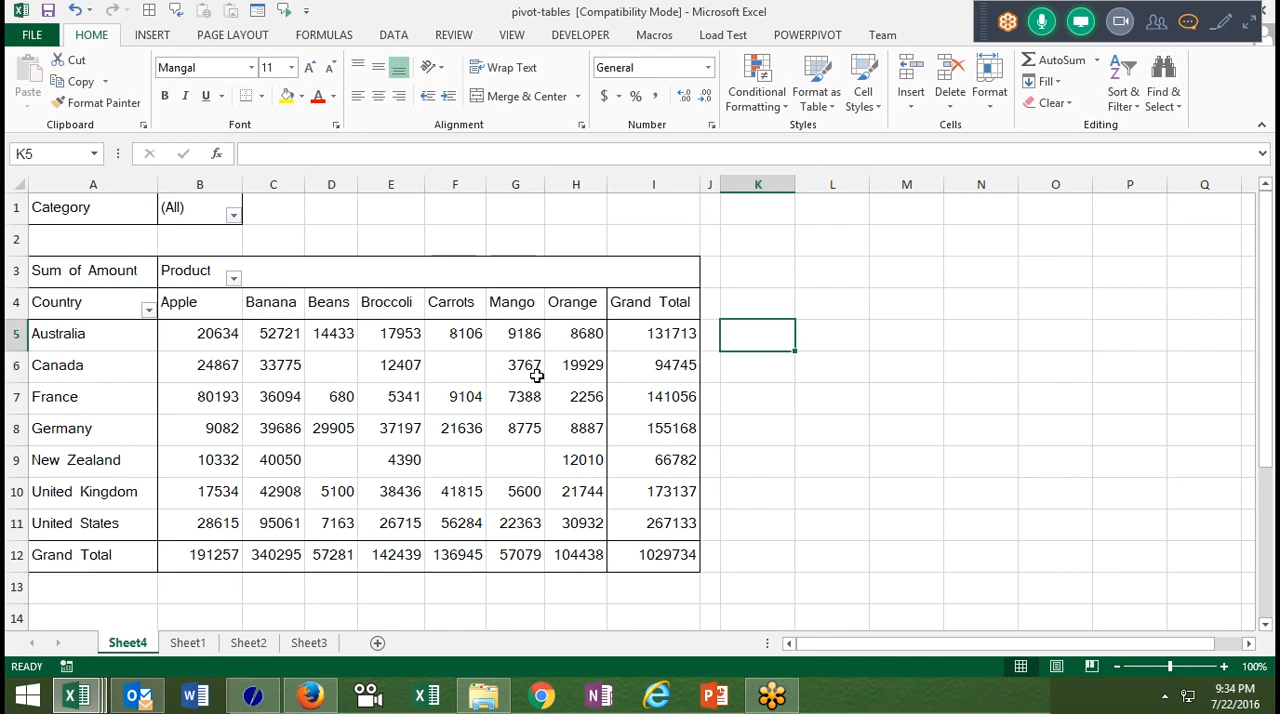 pivot-tables [Compatibility Mode] - Microsoft Excel
FILE HOME INSERT PAGE LAYOUT FORMULAS DATA REVIEW VIEW DEVELOPER Macros Load Test POWERPIVOT Team
Cut
Copy
Format Painter
Paste
Clipboard
Mangal 11
B I U
Font
Wrap Text
Merge & Center
Alignment
General
$ % ,
Number
Conditional Formatting
Format as Table
Cell Styles
Styles
Insert Delete Format
Cells
AutoSum
Fill
Clear
Sort & Filter
Find & Select
Editing
K5
fx
A B C D E F G H I J K L M N O P Q
1 Category (All)
2
3 Sum of Amount Product
4 Country Apple Banana Beans Broccoli Carrots Mango Orange Grand Total
5 Australia 20634 52721 14433 17953 8106 9186 8680 131713
6 Canada 24867 33775 12407 3767 19929 94745
7 France 80193 36094 680 5341 9104 7388 2256 141056
8 Germany 9082 39686 29905 37197 21636 8775 8887 155168
9 New Zealand 10332 40050 4390 12010 66782
10 United Kingdom 17534 42908 5100 38436 41815 5600 21744 173137
11 United States 28615 95061 7163 26715 56284 22363 30932 267133
12 Grand Total 191257 340295 57281 142439 136945 57079 104438 1029734
13
14
Sheet4 Sheet1 Sheet2 Sheet3
READY
100%
9:34 PM
7/22/2016